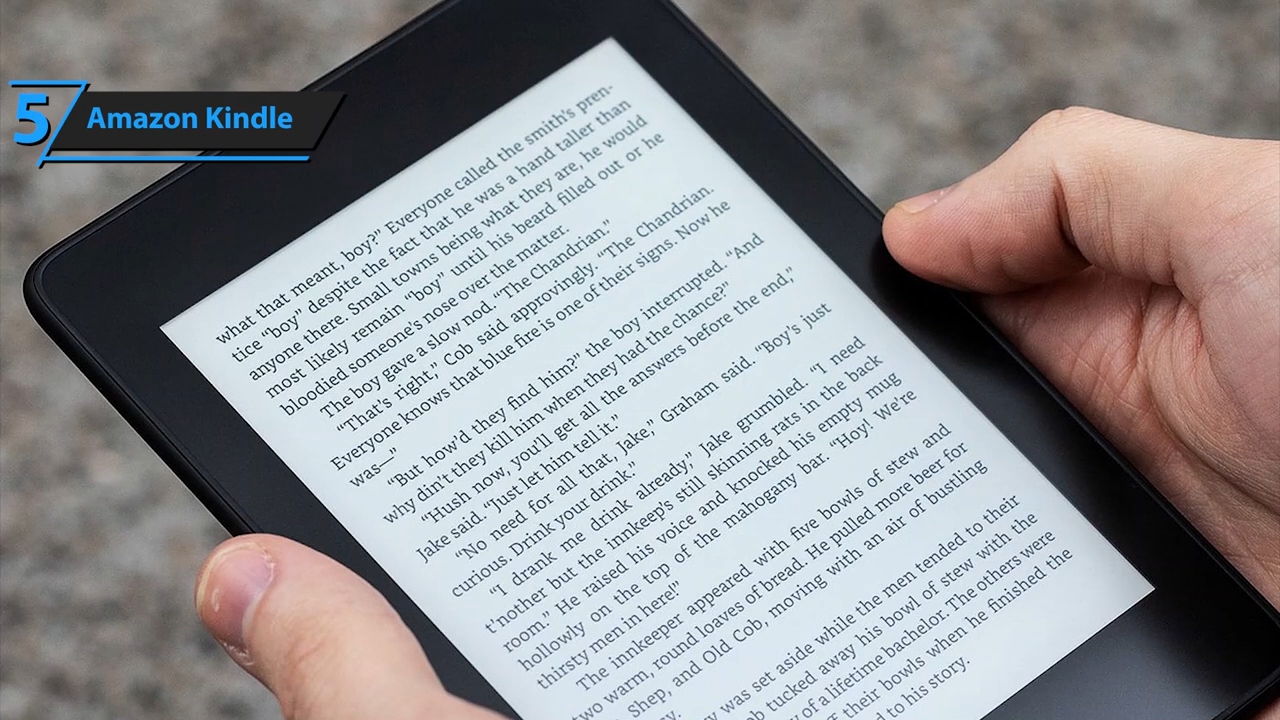 5
Amazon Kindle
what that meant, boy?” Everyone called the smith’s pren-
tice “boy” despite the fact that he was a hand taller than
anyone there. Small towns being what they are, he would
most likely remain “boy” until his beard filled out or he
bloodied someone’s nose over the matter.
The boy gave a slow nod. “The Chandrian.”
“That’s right,” Cob said approvingly. “The Chandrian.
Everyone knows that blue fire is one of their signs. Now he
was—”
“But how’d they find him?” the boy interrupted. “And
why din’t they kill him when they had the chance?”
“Hush now, you’ll get all the answers before the end,”
Jake said. “Just let him tell it.”
“No need for all that, Jake,” Graham said. “Boy’s just
curious. Drink your drink.”
“I drank me drink already,” Jake grumbled. “I need
t’nother but the innkeep’s still skinning rats in the back
room.” He raised his voice and knocked his empty mug
hollowly on the top of the mahogany bar. “Hoy! We’re
thirsty men in here!”
The innkeeper appeared with five bowls of stew and
two warm, round loaves of bread. He pulled more beer for
Shep, and Old Cob, moving with an air of bustling
was set aside while the men tended to their
tucked away his bowl of stew with the
of a lifetime bachelor. The others were
their bowls when he finished the
to his story.